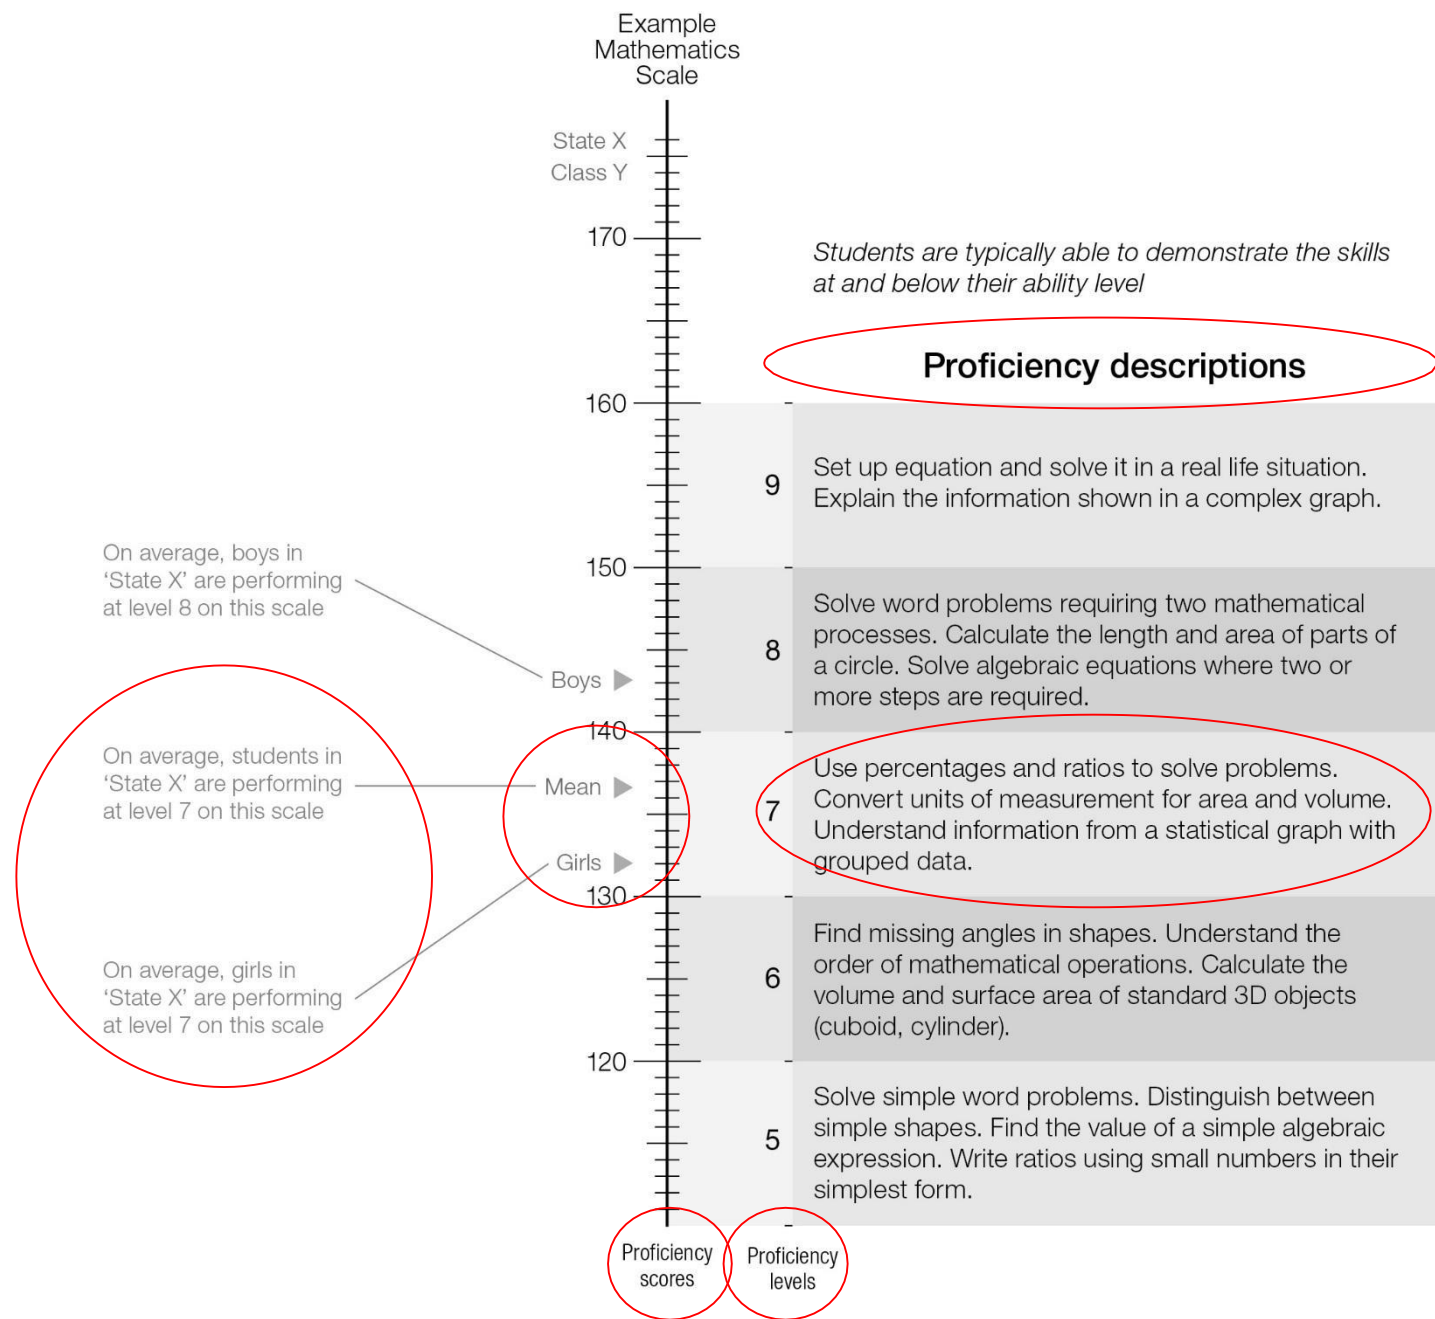 Example
Mathematics
Scale
State X
Class Y
170
Students are typically able to demonstrate the skills
at and below their ability level
Proficiency descriptions
160
9
Set up equation and solve it in a real life situation.
Explain the information shown in a complex graph.
On average, boys in
‘State X’ are performing
at level 8 on this scale
150
8
Solve word problems requiring two mathematical
processes. Calculate the length and area of parts of
a circle. Solve algebraic equations where two or
more steps are required.
Boys
140
On average, students in
‘State X’ are performing
at level 7 on this scale
Mean
7
Use percentages and ratios to solve problems.
Convert units of measurement for area and volume.
Understand information from a statistical graph with
grouped data.
Girls
130
On average, girls in
‘State X’ are performing
at level 7 on this scale
6
Find missing angles in shapes. Understand the
order of mathematical operations. Calculate the
volume and surface area of standard 3D objects
(cuboid, cylinder).
120
5
Solve simple word problems. Distinguish between
simple shapes. Find the value of a simple algebraic
expression. Write ratios using small numbers in their
simplest form.
Proficiency
scores
Proficiency
levels